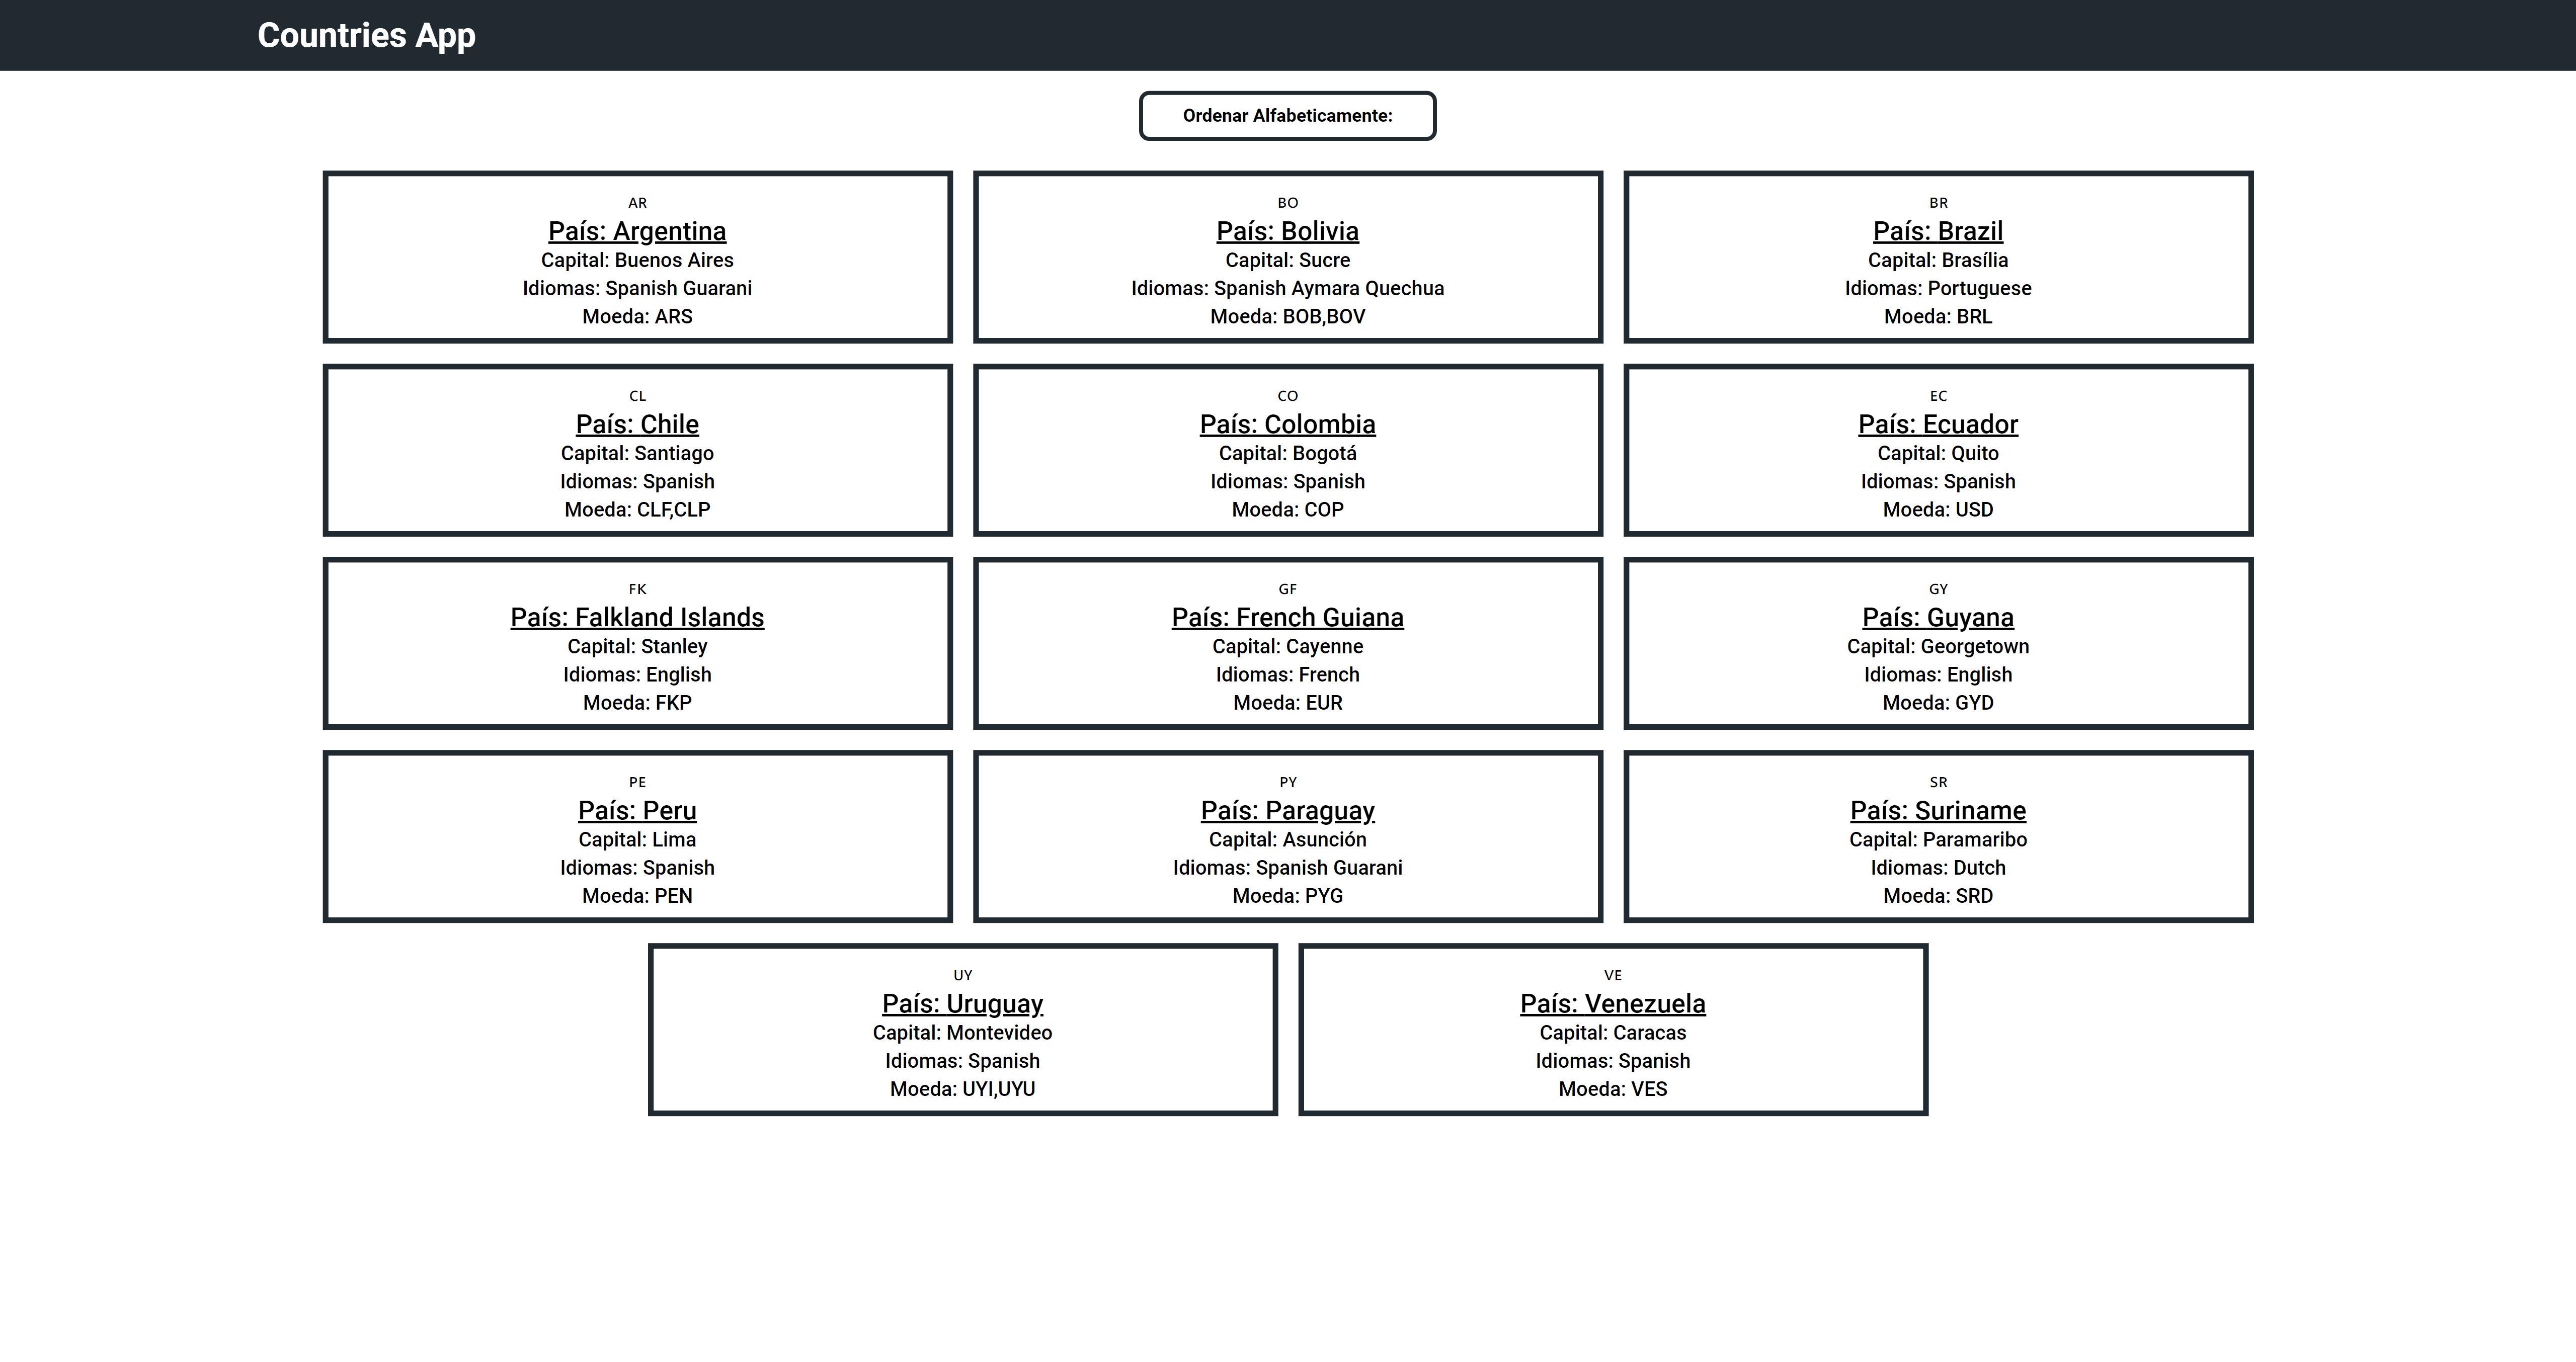 Countries App
Ordenar Alfabeticamente:
AR
País: Argentina
Capital: Buenos Aires
Idiomas: Spanish Guarani
Moeda: ARS
BO
País: Bolivia
Capital: Sucre
Idiomas: Spanish Aymara Quechua
Moeda: BOB,BOV
BR
País: Brazil
Capital: Brasília
Idiomas: Portuguese
Moeda: BRL
CL
País: Chile
Capital: Santiago
Idiomas: Spanish
Moeda: CLF,CLP
CO
País: Colombia
Capital: Bogotá
Idiomas: Spanish
Moeda: COP
EC
País: Ecuador
Capital: Quito
Idiomas: Spanish
Moeda: USD
FK
País: Falkland Islands
Capital: Stanley
Idiomas: English
Moeda: FKP
GF
País: French Guiana
Capital: Cayenne
Idiomas: French
Moeda: EUR
GY
País: Guyana
Capital: Georgetown
Idiomas: English
Moeda: GYD
PE
País: Peru
Capital: Lima
Idiomas: Spanish
Moeda: PEN
PY
País: Paraguay
Capital: Asunción
Idiomas: Spanish Guarani
Moeda: PYG
SR
País: Suriname
Capital: Paramaribo
Idiomas: Dutch
Moeda: SRD
UY
País: Uruguay
Capital: Montevideo
Idiomas: Spanish
Moeda: UYI,UYU
VE
País: Venezuela
Capital: Caracas
Idiomas: Spanish
Moeda: VES